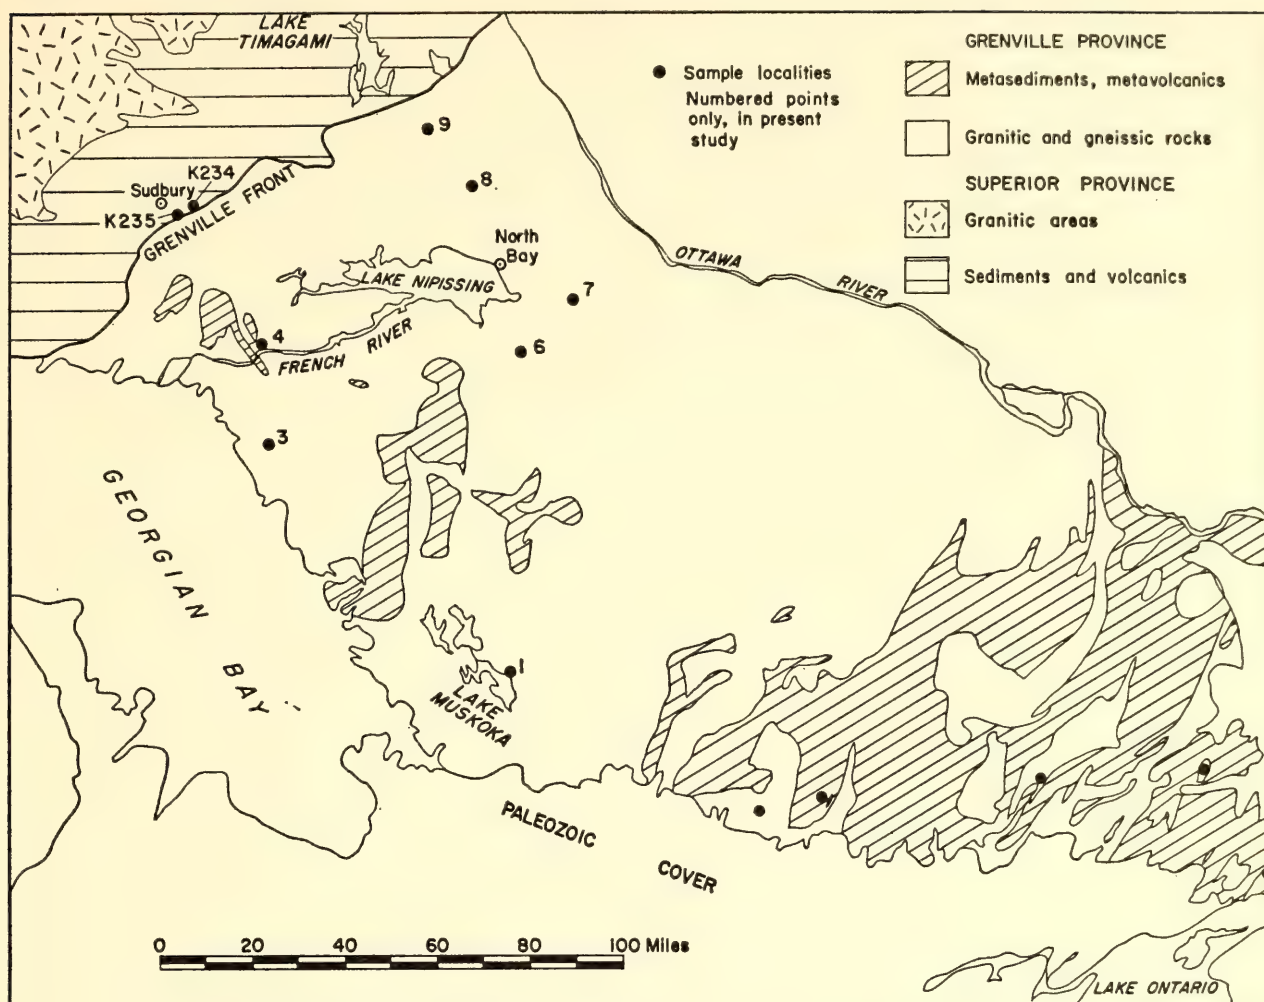 LAKE
TIMAGAMI
GRENVILLE PROVINCE
Sample localities
Numbered points
only, in present
study
Metasediments, metavolcanics
Granitic and gneissic rocks
SUPERIOR PROVINCE
Granitic areas
Sediments and volcanics
9
8
K234
Sudbury
K235
GRENVILLE FRONT
North
Bay
LAKE NIPISSING
OTTAWA
RIVER
7
4
6
FRENCH RIVER
3
GEORGIAN
BAY
1
LAKE
MUSKOKA
PALEOZOIC
COVER
0 20 40 60 80 100 Miles
LAKE ONTARIO